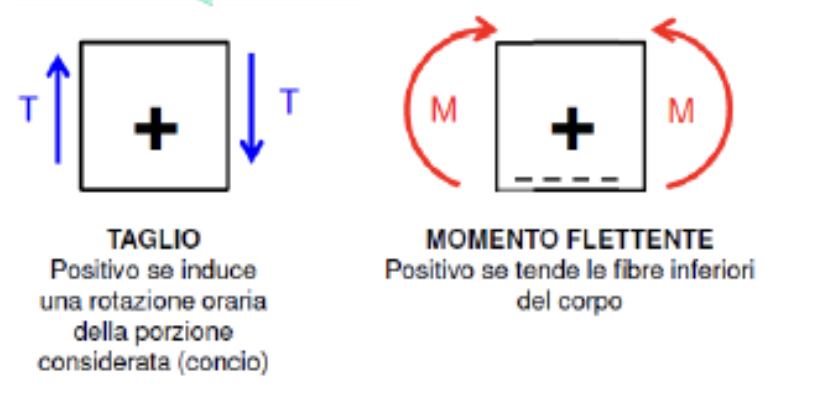 T
T
+
TAGLIO
Positivo se induce
una rotazione oraria
della porzione
considerata (concio)
M
M
+
MOMENTO FLETTENTE
Positivo se tende le fibre inferiori
del corpo